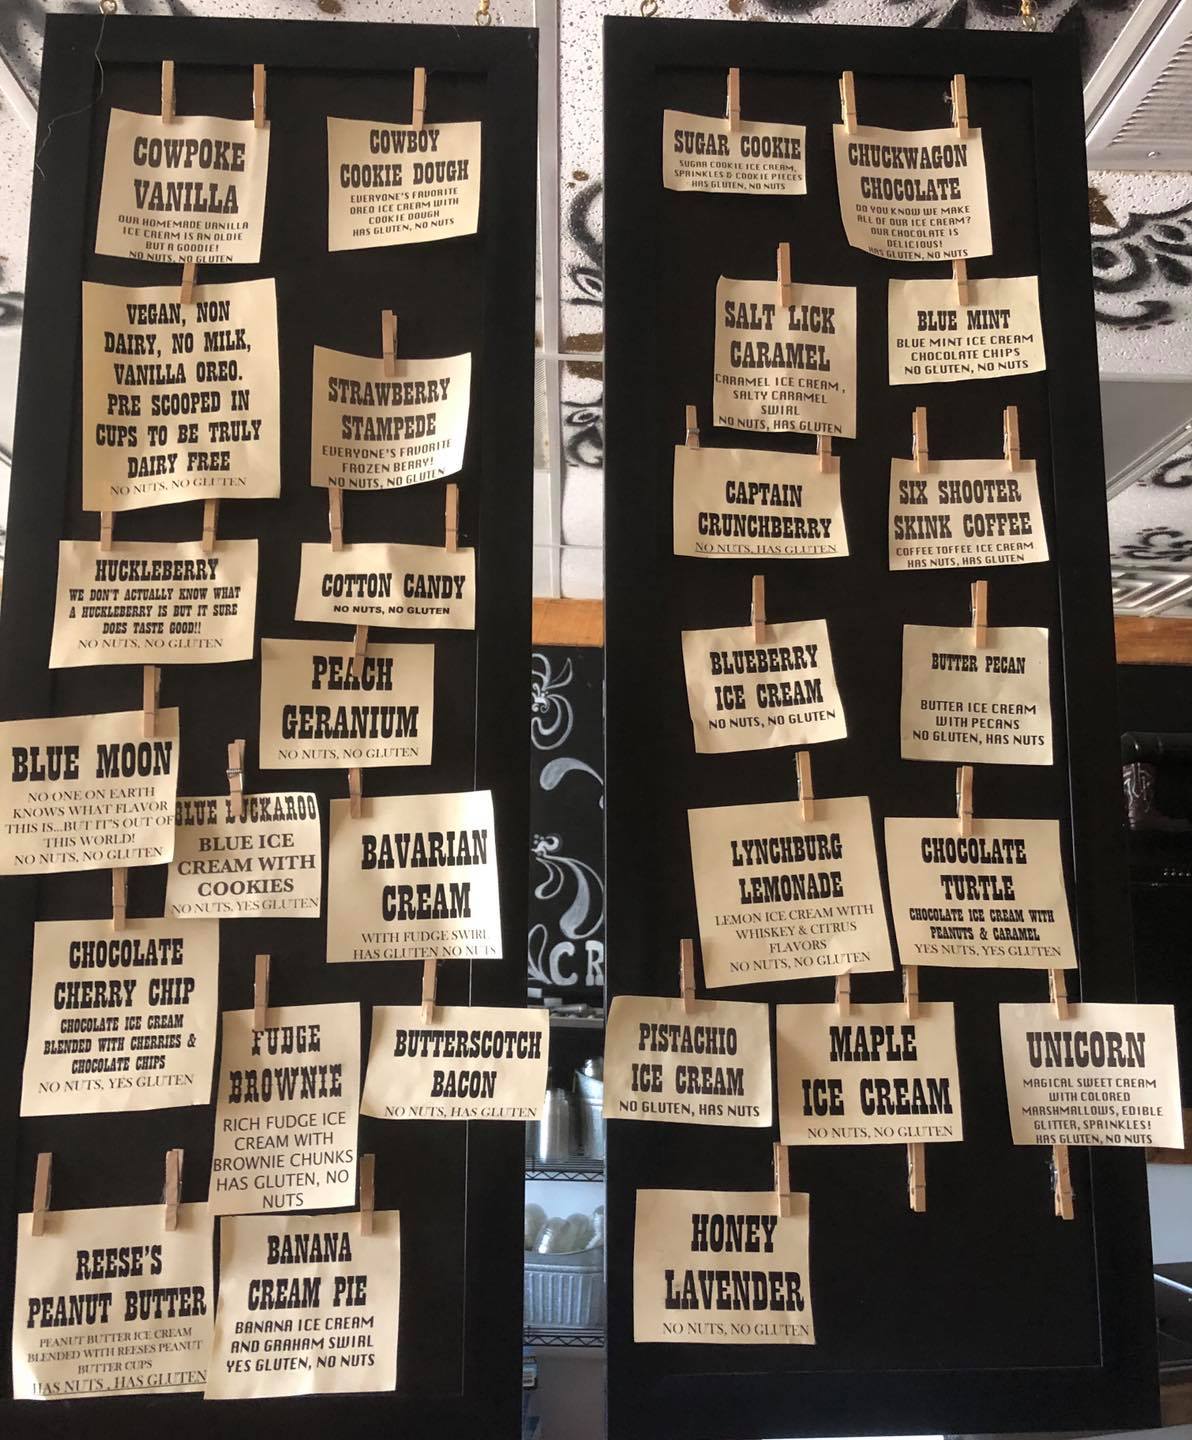 COWPOKE
VANILLA
OUR HOMEMADE VANILLA
ICE CREAM IS AN OLDIE
BUT A GOODIE!
NO NUTS, NO GLUTEN
COWBOY
COOKIE DOUGH
EVERYONE'S FAVORITE
OREO ICE CREAM WITH
COOKIE DOUGH
HAS GLUTEN, NO NUTS
VEGAN, NON
DAIRY, NO MILK,
VANILLA OREO.
PRE SCOOPED IN
CUPS TO BE TRULY
DAIRY FREE
NO NUTS, NO GLUTEN
STRAWBERRY
STAMPEDE
EVERYONE'S FAVORITE
FROZEN BERRY!
NO NUTS, NO GLUTEN
HUCKLEBERRY
WE DON'T ACTUALLY KNOW WHAT
A HUCKLEBERRY IS BUT IT SURE
DOES TASTE GOOD!!
NO NUTS, NO GLUTEN
COTTON CANDY
NO NUTS, NO GLUTEN
PEACH
GERANIUM
NO NUTS, NO GLUTEN
BLUE MOON
NO ONE ON EARTH
KNOWS WHAT FLAVOR
THIS IS...BUT IT'S OUT OF
THIS WORLD!
NO NUTS, NO GLUTEN
BLUE BUCKAROO
BLUE ICE
CREAM WITH
COOKIES
NO NUTS, YES GLUTEN
BAVARIAN
CREAM
WITH FUDGE SWIRL
HAS GLUTEN NO NUTS
CHOCOLATE
CHERRY CHIP
CHOCOLATE ICE CREAM
BLENDED WITH CHERRIES &
CHOCOLATE CHIPS
NO NUTS, YES GLUTEN
FUDGE
BROWNIE
RICH FUDGE ICE
CREAM WITH
BROWNIE CHUNKS
HAS GLUTEN, NO
NUTS
BUTTERSCOTCH
BACON
NO NUTS, HAS GLUTEN
REESE'S
PEANUT BUTTER
PEANUT BUTTER ICE CREAM
BLENDED WITH REESES PEANUT
BUTTER CUPS
HAS NUTS , HAS GLUTEN
BANANA
CREAM PIE
BANANA ICE CREAM
AND GRAHAM SWIRL
YES GLUTEN, NO NUTS
CR
SUGAR COOKIE
SUGAR COOKIE ICE CREAM,
SPRINKLES & COOKIE PIECES
HAS GLUTEN, NO NUTS
CHUCKWAGON
CHOCOLATE
DO YOU KNOW WE MAKE
ALL OF OUR ICE CREAM?
OUR CHOCOLATE IS
DELICIOUS!
HAS GLUTEN, NO NUTS
SALT LICK
CARAMEL
CARAMEL ICE CREAM,
SALTY CARAMEL
SWIRL
NO NUTS, HAS GLUTEN
BLUE MINT
BLUE MINT ICE CREAM
CHOCOLATE CHIPS
NO GLUTEN, NO NUTS
CAPTAIN
CRUNCHBERRY
NO NUTS, HAS GLUTEN
SIX SHOOTER
SKINK COFFEE
COFFEE TOFFEE ICE CREAM
HAS NUTS, HAS GLUTEN
BLUEBERRY
ICE CREAM
NO NUTS, NO GLUTEN
BUTTER PECAN
BUTTER ICE CREAM
WITH PECANS
NO GLUTEN, HAS NUTS
LYNCHBURG
LEMONADE
LEMON ICE CREAM WITH
WHISKEY & CITRUS
FLAVORS
NO NUTS, NO GLUTEN
CHOCOLATE
TURTLE
CHOCOLATE ICE CREAM WITH
PEANUTS & CARAMEL
YES NUTS, YES GLUTEN
PISTACHIO
ICE CREAM
NO GLUTEN, HAS NUTS
MAPLE
ICE CREAM
NO NUTS, NO GLUTEN
UNICORN
MAGICAL SWEET CREAM
WITH COLORED
MARSHMALLOWS, EDIBLE
GLITTER, SPRINKLES!
HAS GLUTEN, NO NUTS
HONEY
LAVENDER
NO NUTS, NO GLUTEN